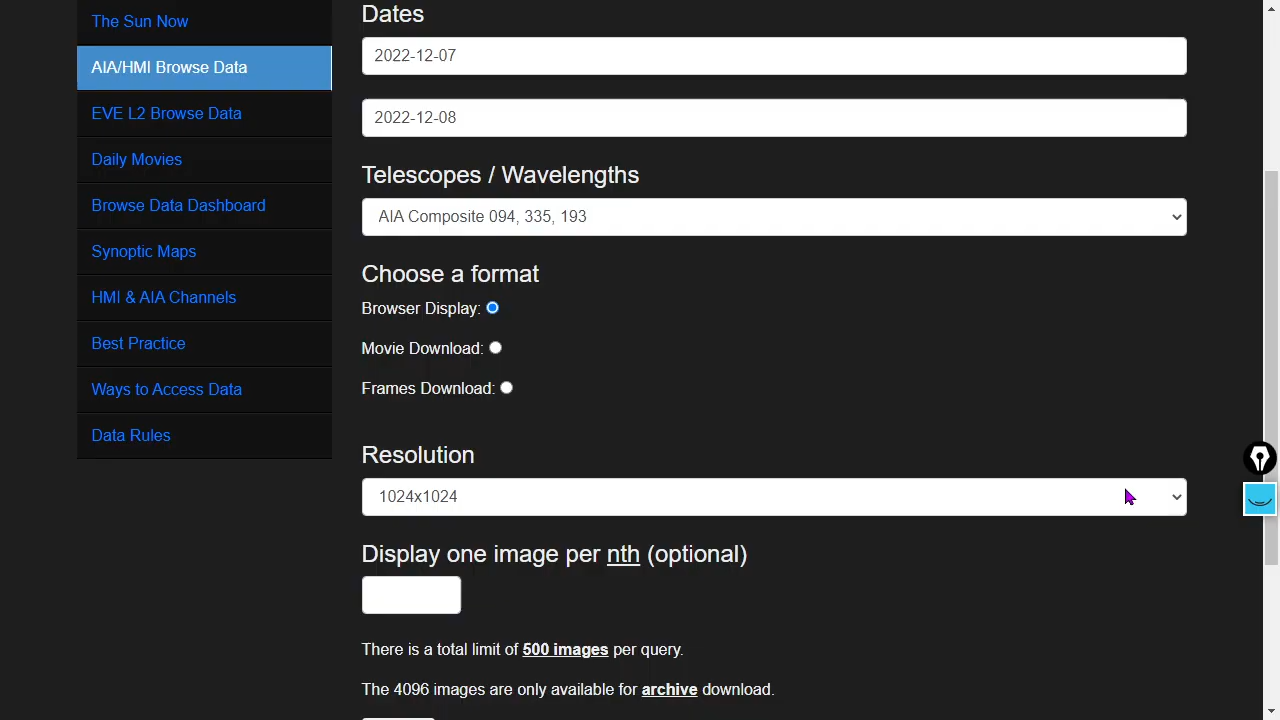 The Sun Now
AIA/HMI Browse Data
EVE L2 Browse Data
Daily Movies
Browse Data Dashboard
Synoptic Maps
HMI & AIA Channels
Best Practice
Ways to Access Data
Data Rules
Dates
2022-12-07
2022-12-08
Telescopes / Wavelengths
AIA Composite 094, 335, 193
Choose a format
Browser Display:
Movie Download:
Frames Download:
Resolution
1024x1024
Display one image per nth (optional)
There is a total limit of 500 images per query.
The 4096 images are only available for archive download.